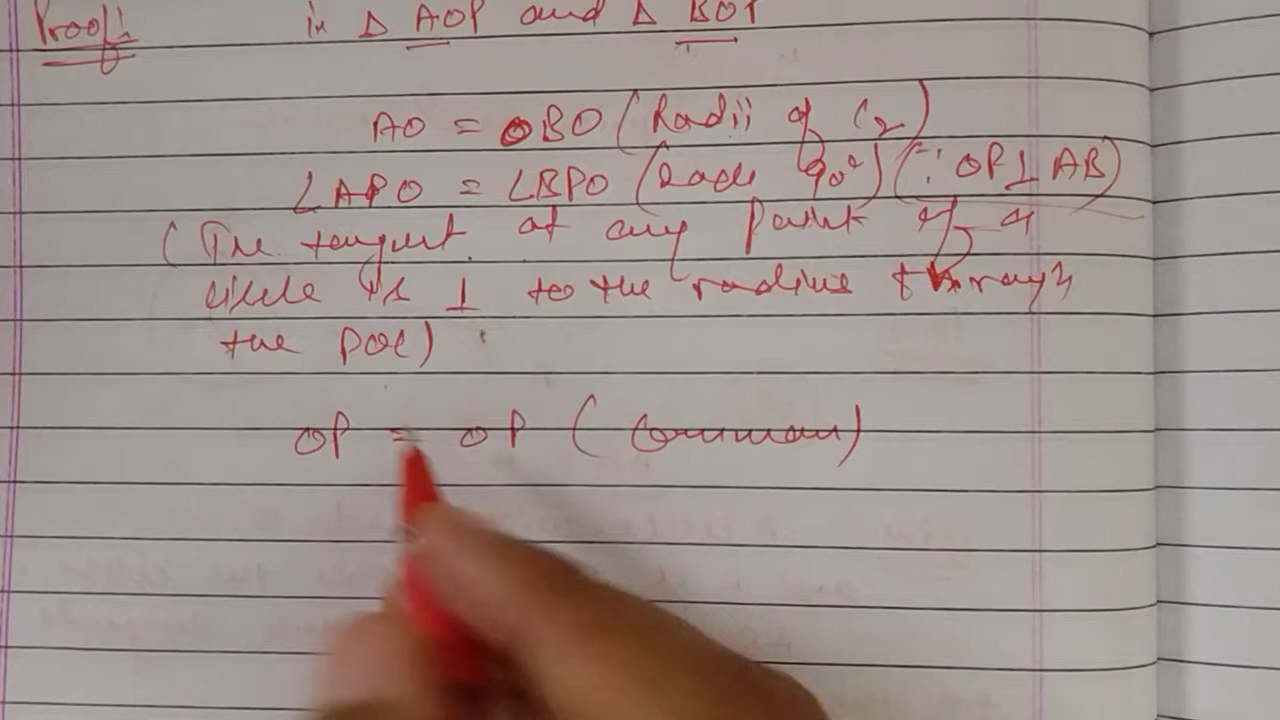 Proof:
in Δ AOP and Δ BOP
AO = OBO (Radii of C2)
∠APO = ∠BPO (Each 90°) (∵ OP⊥AB)
(The tangent at any point of a
circle is ⊥ to the radius through
the POC)
OP = OP (Common)